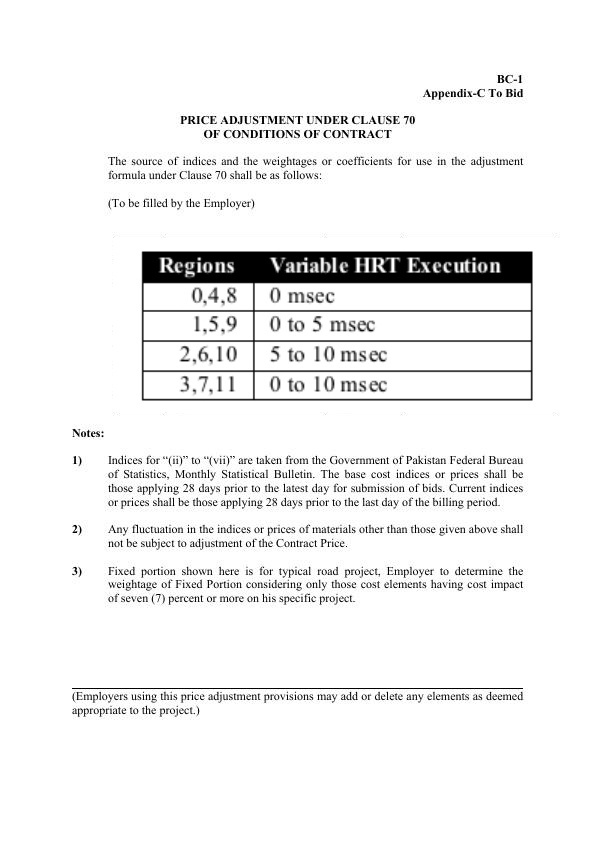 BC-1
Appendix-C To Bid
PRICE ADJUSTMENT UNDER CLAUSE 70
OF CONDITIONS OF CONTRACT
The source of indices and the weightages or coefficients for use in the adjustment
formula under Clause 70 shall be as follows:
(To be filled by the Employer)
Regions Variable HRT Execution
0,4,8 0 msec
1,5,9 0 to 5 msec
2,6,10 5 to 10 msec
3,7,11 0 to 10 msec
Notes:
1) Indices for “(ii)” to “(vii)” are taken from the Government of Pakistan Federal Bureau
of Statistics, Monthly Statistical Bulletin. The base cost indices or prices shall be
those applying 28 days prior to the latest day for submission of bids. Current indices
or prices shall be those applying 28 days prior to the last day of the billing period.
2) Any fluctuation in the indices or prices of materials other than those given above shall
not be subject to adjustment of the Contract Price.
3) Fixed portion shown here is for typical road project, Employer to determine the
weightage of Fixed Portion considering only those cost elements having cost impact
of seven (7) percent or more on his specific project.
(Employers using this price adjustment provisions may add or delete any elements as deemed
appropriate to the project.)